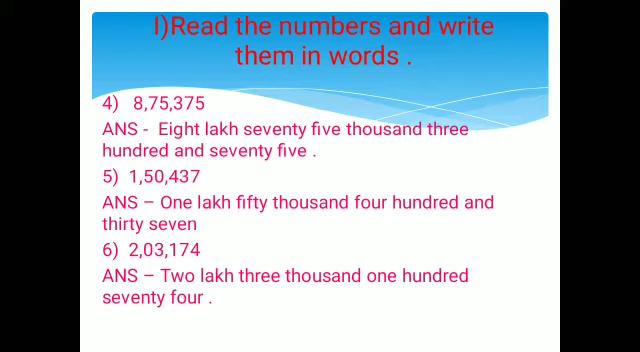 I)Read the numbers and write
them in words .
4) 8,75,375
ANS - Eight lakh seventy five thousand three
hundred and seventy five .
5) 1,50,437
ANS – One lakh fifty thousand four hundred and
thirty seven
6) 2,03,174
ANS – Two lakh three thousand one hundred
seventy four .